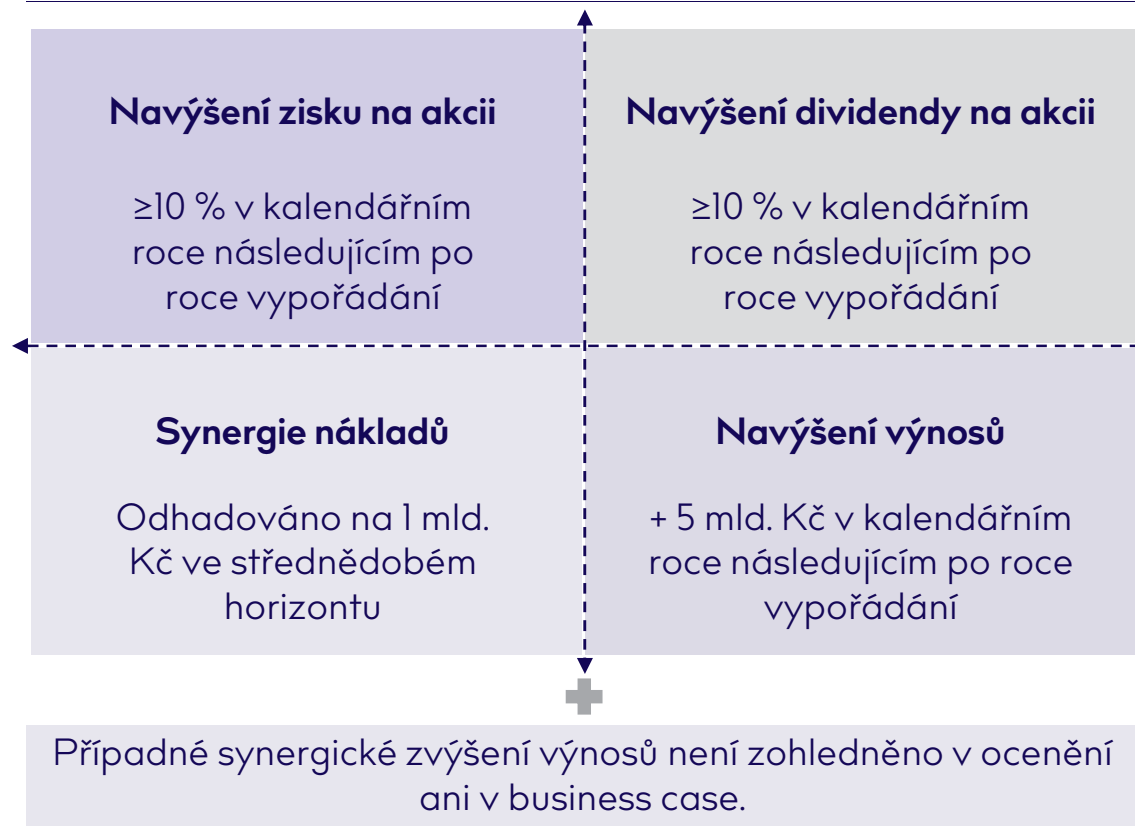 Navýšení zisku na akcii
≥10 % v kalendářním
roce následujícím po
roce vypořádání
Navýšení dividendy na akcii
≥10 % v kalendářním
roce následujícím po
roce vypořádání
Synergie nákladů
Odhadováno na 1 mld.
Kč ve střednědobém
horizontu
Navýšení výnosů
+ 5 mld. Kč v kalendářním
roce následujícím po roce
vypořádání
Případné synergické zvýšení výnosů není zohledněno v ocenění
ani v business case.